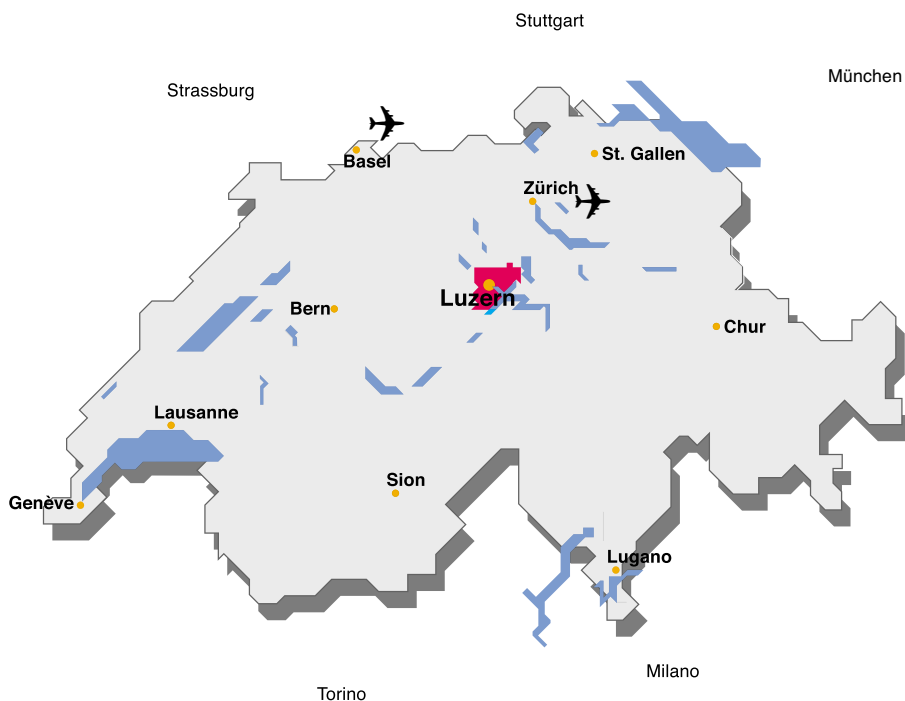 Stuttgart
München
Strassburg
Basel
St. Gallen
Zürich
Luzern
Bern
Chur
Lausanne
Sion
Genève
Lugano
Milano
Torino